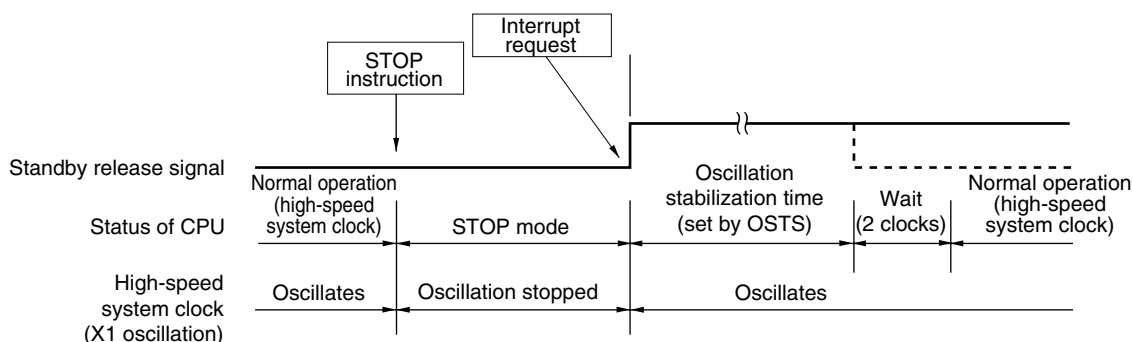 Interrupt
request
STOP
instruction
Standby release signal
Normal operation
(high-speed
system clock)
Oscillation
stabilization time
(set by OSTS)
Wait
(2 clocks)
Normal operation
(high-speed
system clock)
Status of CPU
STOP mode
High-speed
system clock
(X1 oscillation)
Oscillates
Oscillation stopped
Oscillates